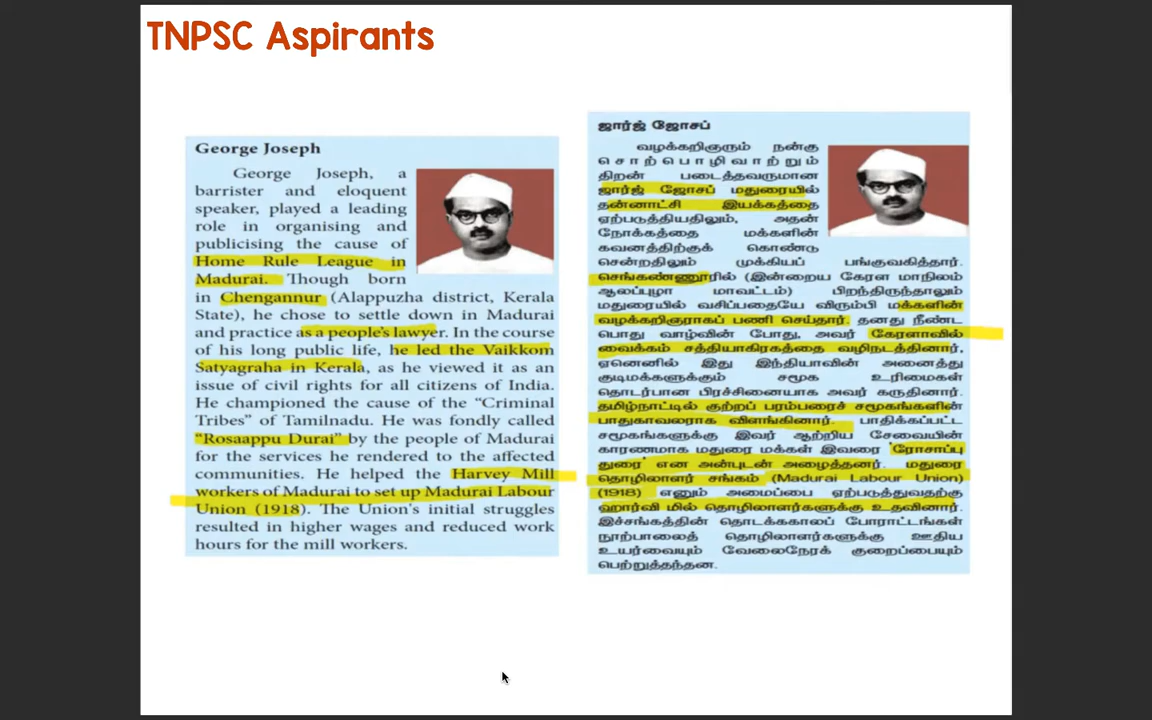 TNPSC Aspirants
George Joseph
George Joseph, a
barrister and eloquent
speaker, played a leading
role in organising and
publicising the cause of
Home Rule League in
Madurai. Though born
in Chengannur (Alappuzha district, Kerala
State), he chose to settle down in Madurai
and practice as a people's lawyer. In the course
of his long public life, he led the Vaikkom
Satyagraha in Kerala, as he viewed it as an
issue of civil rights for all citizens of India.
He championed the cause of the “Criminal
Tribes” of Tamilnadu. He was fondly called
“Rosaappu Durai” by the people of Madurai
for the services he rendered to the affected
communities. He helped the Harvey Mill
workers of Madurai to set up Madurai Labour
Union (1918). The Union's initial struggles
resulted in higher wages and reduced work
hours for the mill workers.
ஜார்ஜ் ஜோசப்
வழக்கறிஞரும் நன்கு
சொற்பொழிவாற்றும்
திறன் படைத்தவருமான
ஜார்ஜ் ஜோசப் மதுரையில்
தன்னாட்சி இயக்கத்தை
ஏற்படுத்தியதிலும், அதன்
நோக்கத்தை மக்களின்
கவனத்திற்குக் கொண்டு
சென்றதிலும் முக்கியப் பங்குவகித்தார்.
செங்கண்ணூரில் (இன்றைய கேரள மாநிலம்
ஆலப்புழா மாவட்டம்) பிறந்திருந்தாலும்
மதுரையில் வசிப்பதையே விரும்பி மக்களின்
வழக்கறிஞராகப் பணி செய்தார். தனது நீண்ட
பொது வாழ்வின் போது, அவர் கேரளாவில்
வைக்கம் சத்தியாகிரகத்தை வழிநடத்தினார்,
ஏனெனில் இது இந்தியாவின் அனைத்து
குடிமக்களுக்கும் சமூக உரிமைகள்
தொடர்பான பிரச்சினையாக அவர் கருதினார்.
தமிழ்நாட்டில் குற்றப் பரம்பரைச் சமூகங்களின்
பாதுகாவலராக விளங்கினார். பாதிக்கப்பட்ட
சமூகங்களுக்கு இவர் ஆற்றிய சேவையின்
காரணமாக மதுரை மக்கள் இவரை 'ரோசாப்பு
துரை' என அன்புடன் அழைத்தனர். மதுரை
தொழிலாளர் சங்கம் (Madurai Labour Union)
(1918) எனும் அமைப்பை ஏற்படுத்துவதற்கு
ஹார்வி மில் தொழிலாளர்களுக்கு உதவினார்.
இச்சங்கத்தின் தொடக்ககாலப் போராட்டங்கள்
நூற்பாலைத் தொழிலாளர்களுக்கு ஊதிய
உயர்வையும் வேலைநேரக் குறைப்பையும்
பெற்றுத்தந்தன.